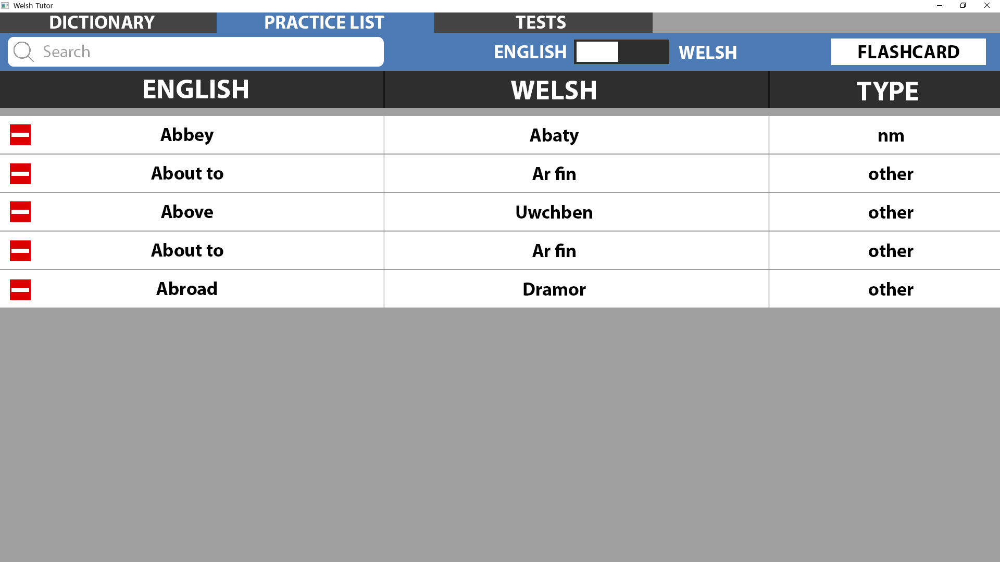 Welsh Tutor
DICTIONARY PRACTICE LIST TESTS
Search ENGLISH WELSH FLASHCARD
ENGLISH WELSH TYPE
Abbey Abaty nm
About to Ar fin other
Above Uwchben other
About to Ar fin other
Abroad Dramor other